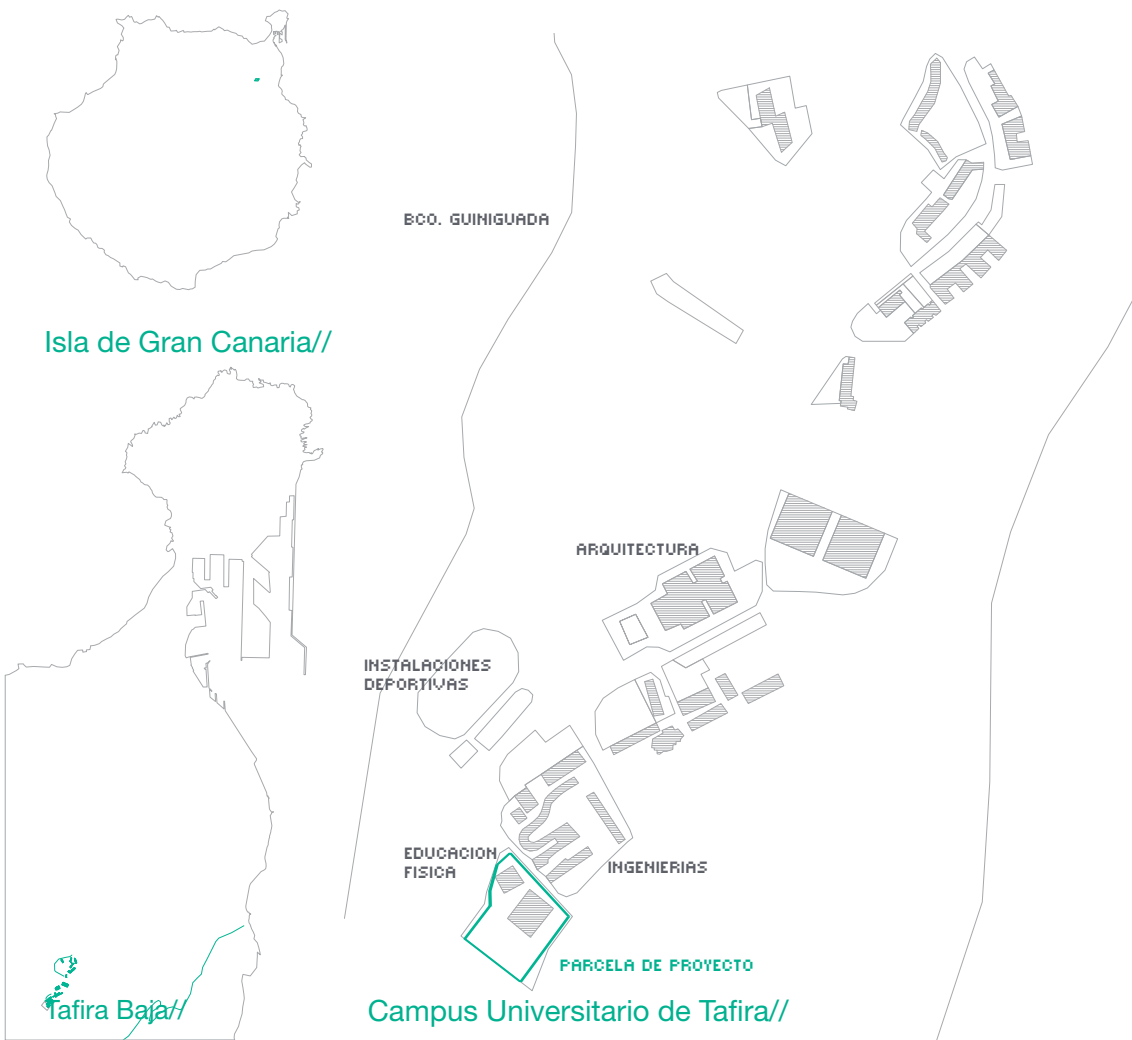 BCO. GUINIGUADA
Isla de Gran Canaria//
ARQUITECTURA
INSTALACIONES
DEPORTIVAS
EDUCACION
FISICA
INGENIERIAS
PARCELA DE PROYECTO
Tafira Baja//
Campus Universitario de Tafira//